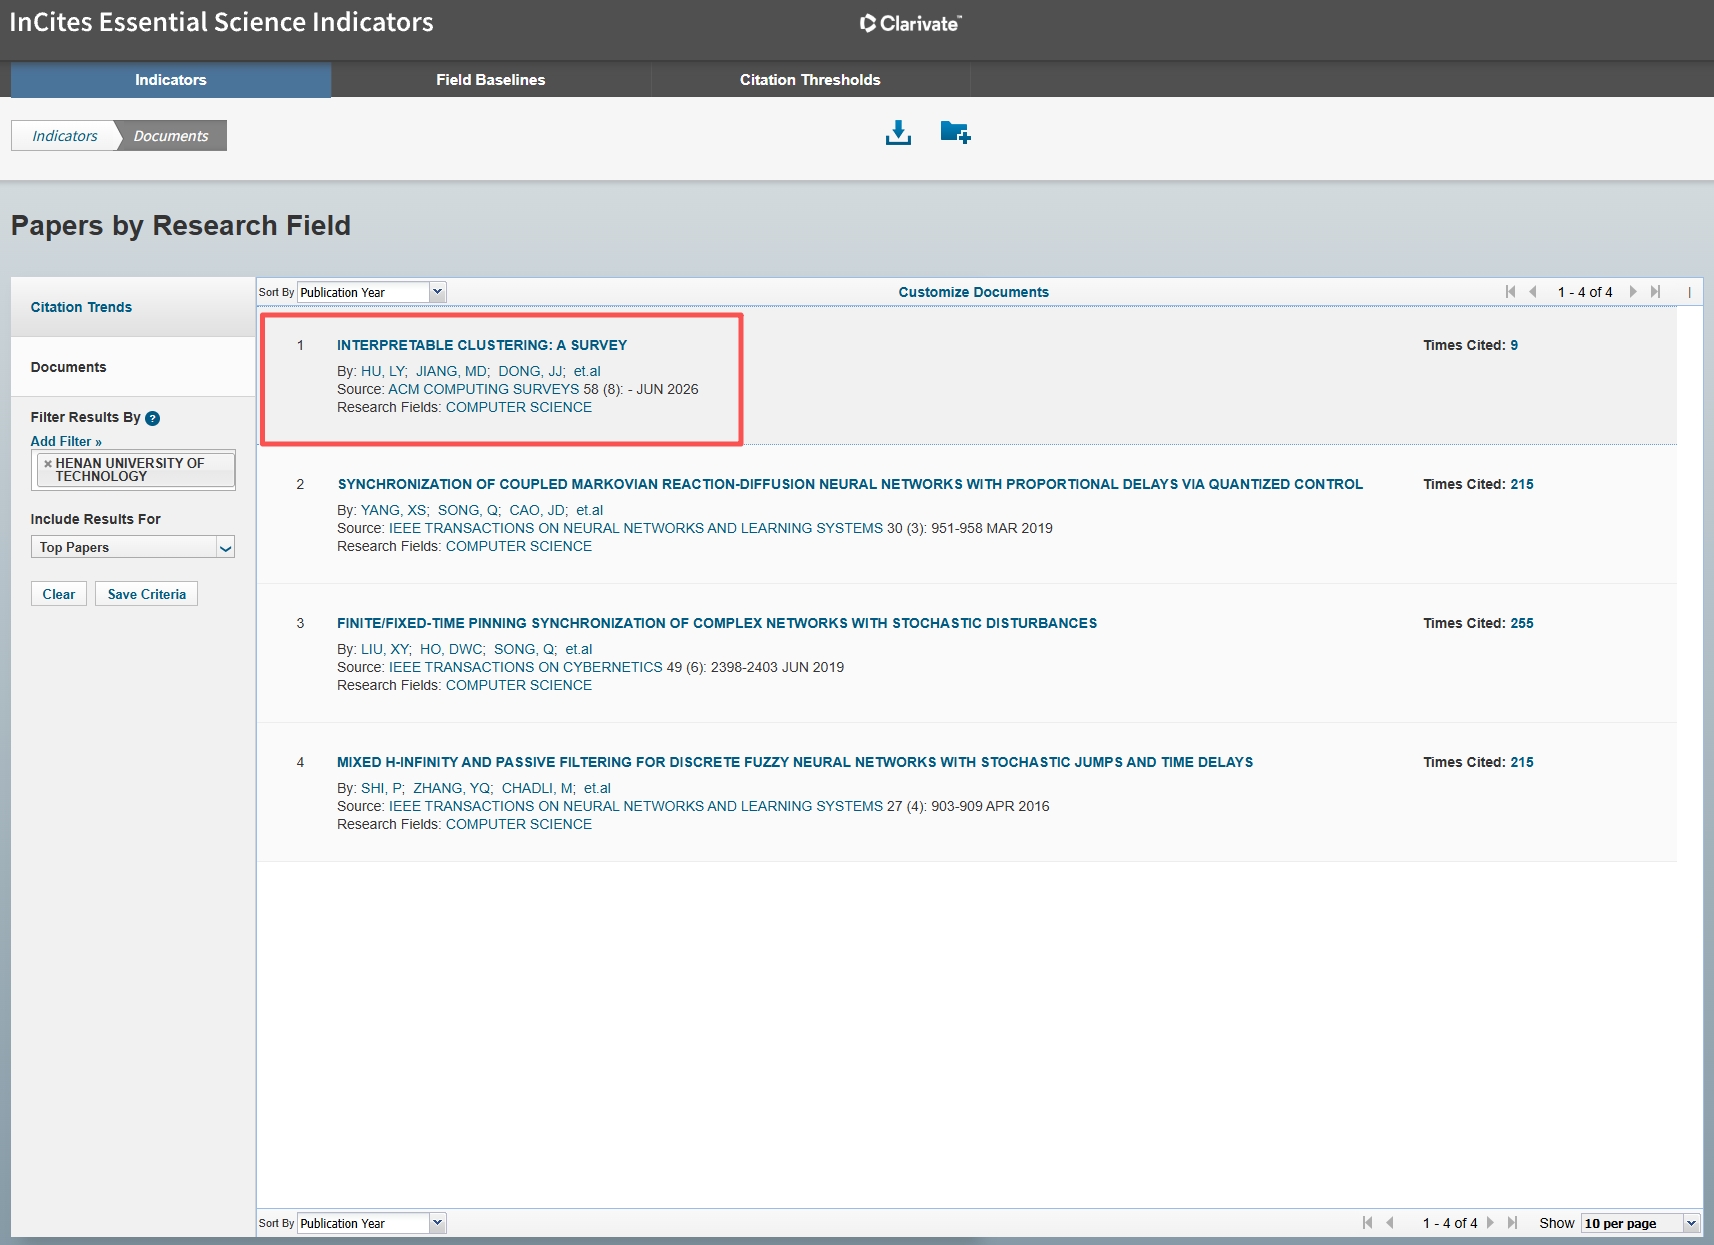 InCites Essential Science Indicators
Clarivate™
Indicators
Field Baselines
Citation Thresholds
Indicators
Documents
Papers by Research Field
Citation Trends
Documents
Filter Results By ?
Add Filter »
× HENAN UNIVERSITY OF
TECHNOLOGY
Include Results For
Top Papers
Clear
Save Criteria
Sort By Publication Year
Customize Documents
1 - 4 of 4
1
INTERPRETABLE CLUSTERING: A SURVEY
Times Cited: 9
By: HU, LY; JIANG, MD; DONG, JJ; et.al
Source: ACM COMPUTING SURVEYS 58 (8): - JUN 2026
Research Fields: COMPUTER SCIENCE
2
SYNCHRONIZATION OF COUPLED MARKOVIAN REACTION-DIFFUSION NEURAL NETWORKS WITH PROPORTIONAL DELAYS VIA QUANTIZED CONTROL
Times Cited: 215
By: YANG, XS; SONG, Q; CAO, JD; et.al
Source: IEEE TRANSACTIONS ON NEURAL NETWORKS AND LEARNING SYSTEMS 30 (3): 951-958 MAR 2019
Research Fields: COMPUTER SCIENCE
3
FINITE/FIXED-TIME PINNING SYNCHRONIZATION OF COMPLEX NETWORKS WITH STOCHASTIC DISTURBANCES
Times Cited: 255
By: LIU, XY; HO, DWC; SONG, Q; et.al
Source: IEEE TRANSACTIONS ON CYBERNETICS 49 (6): 2398-2403 JUN 2019
Research Fields: COMPUTER SCIENCE
4
MIXED H-INFINITY AND PASSIVE FILTERING FOR DISCRETE FUZZY NEURAL NETWORKS WITH STOCHASTIC JUMPS AND TIME DELAYS
Times Cited: 215
By: SHI, P; ZHANG, YQ; CHADLI, M; et.al
Source: IEEE TRANSACTIONS ON NEURAL NETWORKS AND LEARNING SYSTEMS 27 (4): 903-909 APR 2016
Research Fields: COMPUTER SCIENCE
Sort By Publication Year
1 - 4 of 4
Show 10 per page